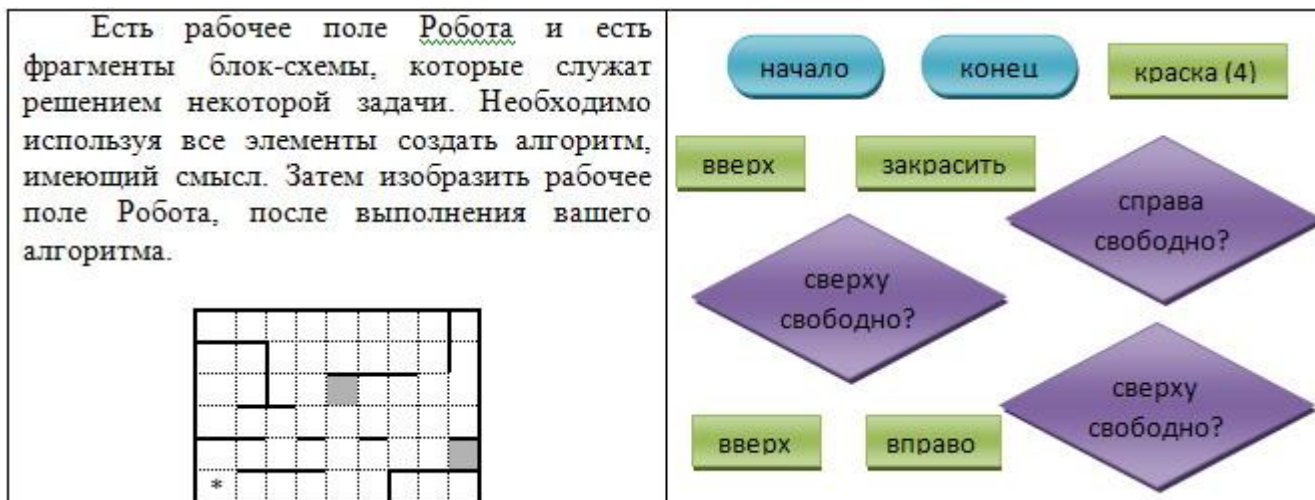 Есть рабочее поле Робота и есть
фрагменты блок-схемы, которые служат
решением некоторой задачи. Необходимо
используя все элементы создать алгоритм,
имеющий смысл. Затем изобразить рабочее
поле Робота, после выполнения вашего
алгоритма.
*
начало
конец
краска (4)
вверх
закрасить
справа
свободно?
сверху
свободно?
сверху
свободно?
вверх
вправо